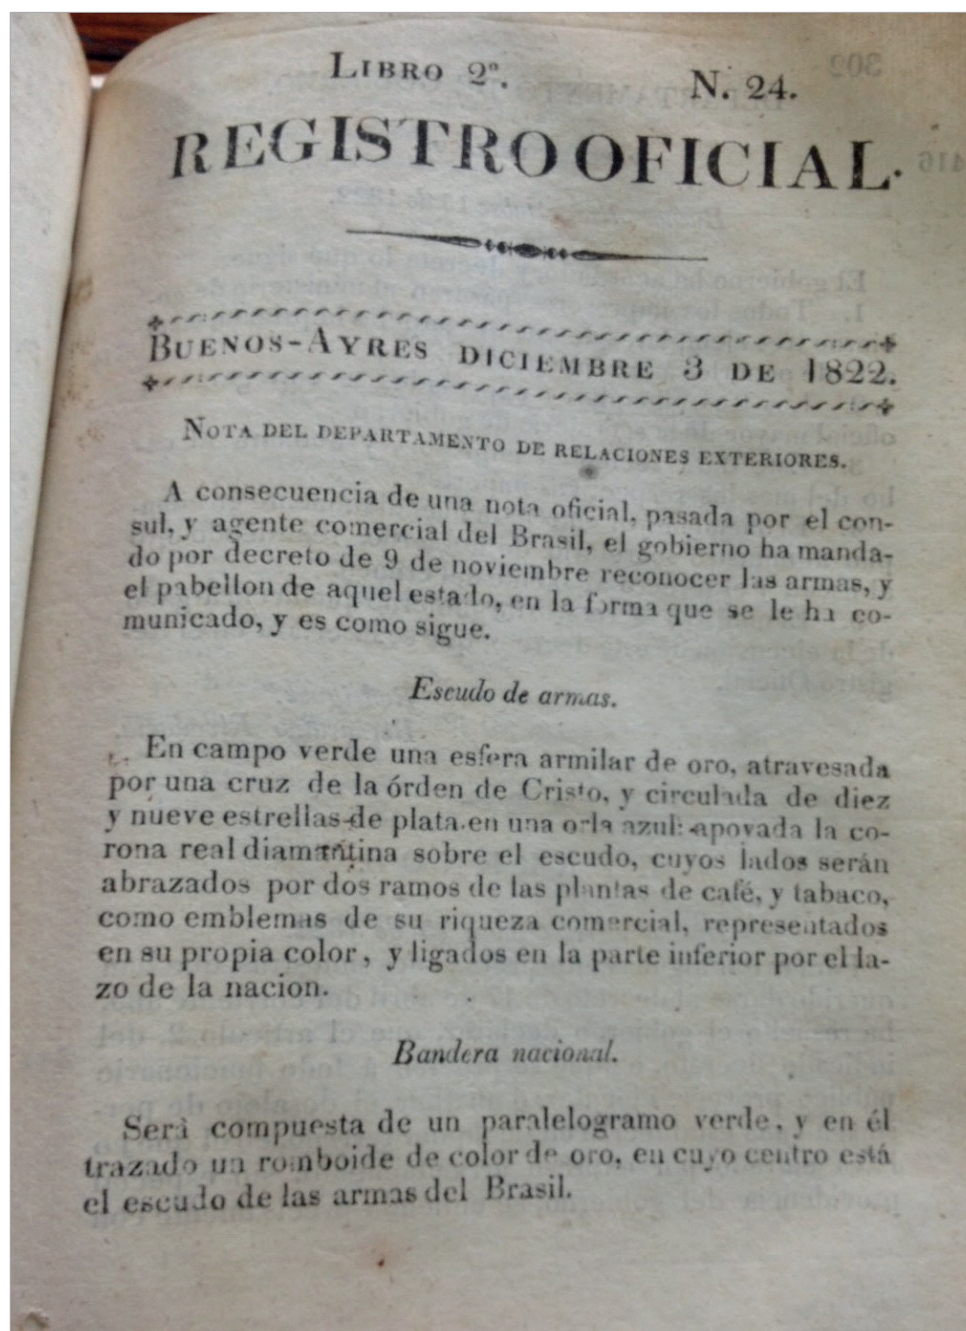 LIBRO 2º.
N. 24.
REGISTRO OFICIAL.
BUENOS-AYRES DICIEMBRE 3 DE 1822.
NOTA DEL DEPARTAMENTO DE RELACIONES EXTERIORES.
A consecuencia de una nota oficial, pasada por el con-
sul, y agente comercial del Brasil, el gobierno ha manda-
do por decreto de 9 de noviembre reconocer las armas, y
el pabellon de aquel estado, en la forma que se le ha co-
municado, y es como sigue.
Escudo de armas.
En campo verde una esfera armilar de oro, atravesada
por una cruz de la órden de Cristo, y circulada de diez
y nueve estrellas de plata en una orla azul: apoyada la co-
rona real diamantina sobre el escudo, cuyos lados serán
abrazados por dos ramos de las plantas de café, y tabaco,
como emblemas de su riqueza comercial, representados
en su propia color, y ligados en la parte inferior por el la-
zo de la nacion.
Bandera nacional.
Será compuesta de un paralelogramo verde, y en él
trazado un romboide de color de oro, en cuyo centro está
el escudo de las armas del Brasil.